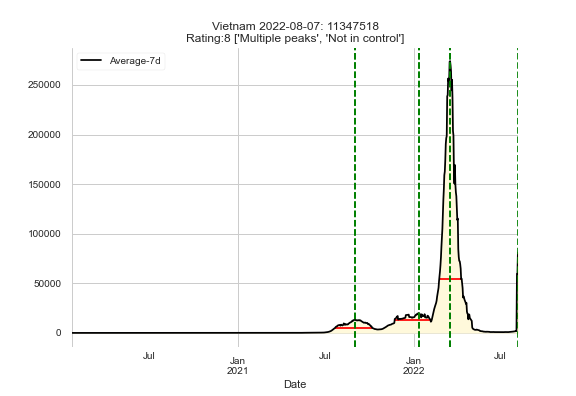 Vietnam 2022-08-07: 11347518
Rating:8 ['Multiple peaks', 'Not in control']
Average-7d
250000
200000
150000
100000
50000
0
Jul
Jan
2021
Jul
Jan
2022
Jul
Date